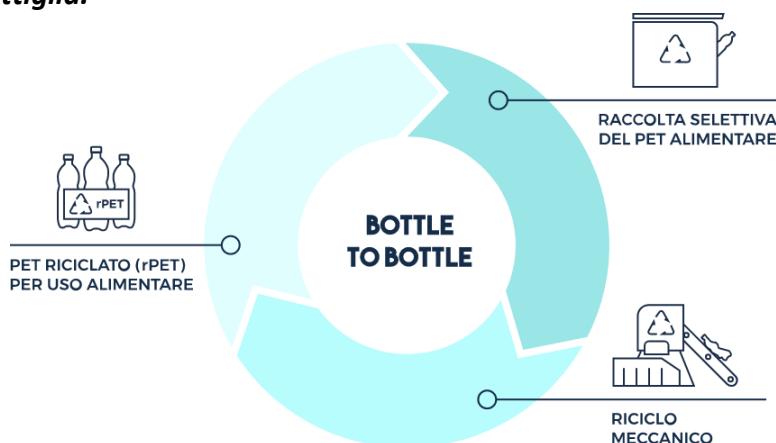 BOTTLE
TO BOTTLE
RACCOLTA SELETTIVA
DEL PET ALIMENTARE
RICICLO
MECCANICO
rPET
PET RICICLATO (rPET)
PER USO ALIMENTARE